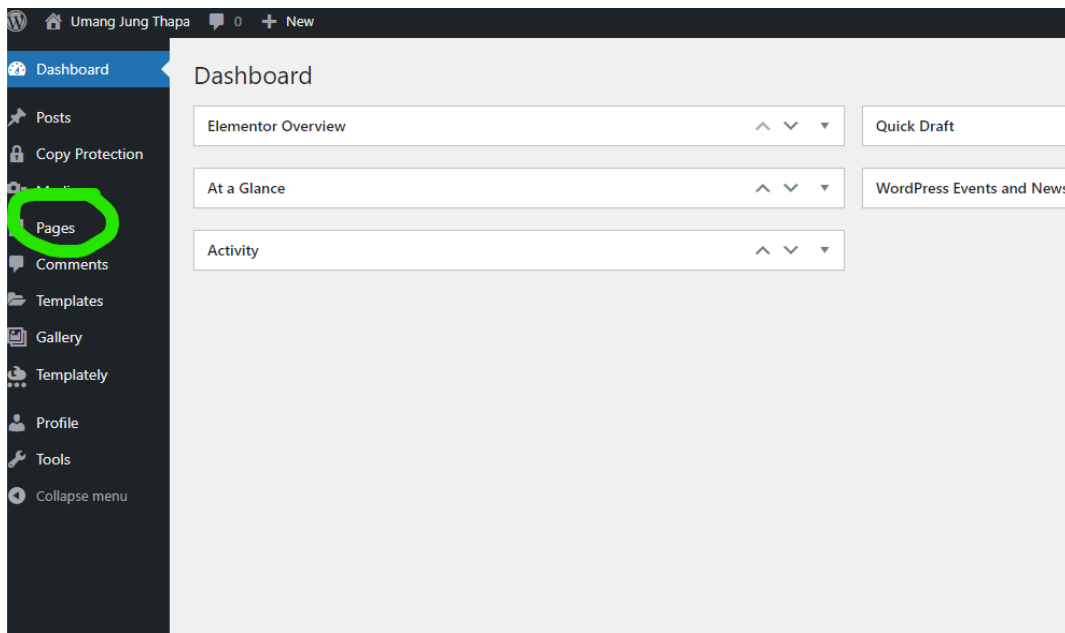 Umang Jung Thapa 0 New
Dashboard
Posts
Copy Protection
Media
Pages
Comments
Templates
Gallery
Templately
Profile
Tools
Collapse menu
Dashboard
Elementor Overview
At a Glance
Activity
Quick Draft
WordPress Events and News